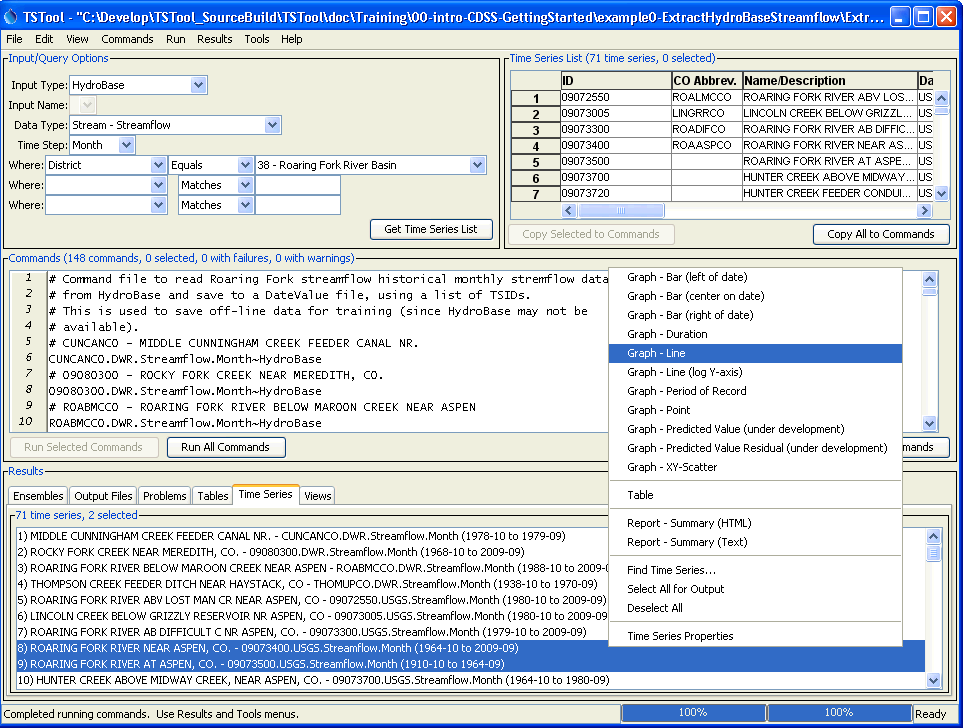 TSTool - "C:\Develop\TSTool_SourceBuild\TSTool\doc\Training\00-intro-CDSS-GettingStarted\example0-ExtractHydroBaseStreamflow\Extr...
File Edit View Commands Run Results Tools Help
Input/Query Options
Input Type: HydroBase
Input Name:
Data Type: Stream - Streamflow
Time Step: Month
Where: District Equals 38 - Roaring Fork River Basin
Where: Matches
Where: Matches
Get Time Series List
Time Series List (71 time series, 0 selected)
ID CO Abbrev. Name/Description Da
1 09072550 ROALMCCO ROARING FORK RIVER ABV LOS... US
2 09073005 LINGRRCO LINCOLN CREEK BELOW GRIZZL... US
3 09073300 ROADIFCO ROARING FORK RIVER AB DIFFIC... US
4 09073400 ROAASPCO ROARING FORK RIVER NEAR AS... US
5 09073500 ROARING FORK RIVER AT ASPE... US
6 09073700 HUNTER CREEK ABOVE MIDWAY... US
7 09073720 HUNTER CREEK FEEDER CONDUI... US
Copy Selected to Commands Copy All to Commands
Commands (148 commands, 0 selected, 0 with failures, 0 with warnings)
1 # Command file to read Roaring Fork streamflow historical monthly stremflow data
2 # from HydroBase and save to a DateValue file, using a list of TSIDs.
3 # This is used to save off-line data for training (since HydroBase may not be
4 # available).
5 # CUNCANCO - MIDDLE CUNNINGHAM CREEK FEEDER CANAL NR.
6 CUNCANCO.DWR.Streamflow.Month~HydroBase
7 # 09080300 - ROCKY FORK CREEK NEAR MEREDITH, CO.
8 09080300.DWR.Streamflow.Month~HydroBase
9 # ROABMCCO - ROARING FORK RIVER BELOW MAROON CREEK NEAR ASPEN
10 ROABMCCO.DWR.Streamflow.Month~HydroBase
Run Selected Commands Run All Commands mands
Graph - Bar (left of date)
Graph - Bar (center on date)
Graph - Bar (right of date)
Graph - Duration
Graph - Line
Graph - Line (log Y-axis)
Graph - Period of Record
Graph - Point
Graph - Predicted Value (under development)
Graph - Predicted Value Residual (under development)
Graph - XY-Scatter
Table
Report - Summary (HTML)
Report - Summary (Text)
Find Time Series...
Select All for Output
Deselect All
Time Series Properties
Results
Ensembles Output Files Problems Tables Time Series Views
71 time series, 2 selected
1) MIDDLE CUNNINGHAM CREEK FEEDER CANAL NR. - CUNCANCO.DWR.Streamflow.Month (1978-10 to 1979-09)
2) ROCKY FORK CREEK NEAR MEREDITH, CO. - 09080300.DWR.Streamflow.Month (1968-10 to 2009-09)
3) ROARING FORK RIVER BELOW MAROON CREEK NEAR ASPEN - ROABMCCO.DWR.Streamflow.Month (1988-10 to 2009-0
4) THOMPSON CREEK FEEDER DITCH NEAR HAYSTACK, CO - THOMUPCO.DWR.Streamflow.Month (1938-10 to 1970-09)
5) ROARING FORK RIVER ABV LOST MAN CR NEAR ASPEN, CO - 09072550.USGS.Streamflow.Month (1980-10 to 2009-09)
6) LINCOLN CREEK BELOW GRIZZLY RESERVOIR NR ASPEN, CO - 09073005.USGS.Streamflow.Month (1980-10 to 2009-09
7) ROARING FORK RIVER AB DIFFICULT C NR ASPEN, CO - 09073300.USGS.Streamflow.Month (1979-10 to 2009-09)
8) ROARING FORK RIVER NEAR ASPEN, CO. - 09073400.USGS.Streamflow.Month (1964-10 to 2009-09)
9) ROARING FORK RIVER AT ASPEN, CO. - 09073500.USGS.Streamflow.Month (1910-10 to 1964-09)
10) HUNTER CREEK ABOVE MIDWAY CREEK, NEAR ASPEN, CO. - 09073700.USGS.Streamflow.Month (1964-10 to 1980-09)
Completed running commands. Use Results and Tools menus. 100% 100% Ready